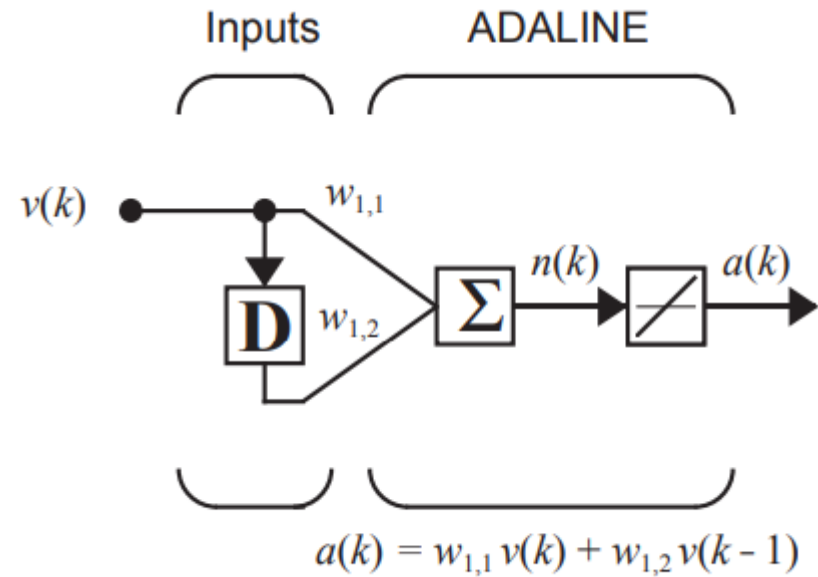 Inputs ADALINE
v(k) w1,1
n(k) a(k)
D w1,2 Σ
a(k) = w1,1 v(k) + w1,2 v(k - 1)